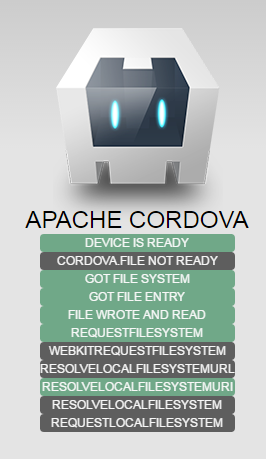 APACHE CORDOVA
DEVICE IS READY
CORDOVA.FILE NOT READY
GOT FILE SYSTEM
GOT FILE ENTRY
FILE WROTE AND READ
REQUESTFILESYSTEM
WEBKITREQUESTFILESYSTEM
RESOLVELOCALFILESYSTEMURL
RESOLVELOCALFILESYSTEMURI
RESOLVELOCALFILESYSTEM
REQUESTLOCALFILESYSTEM